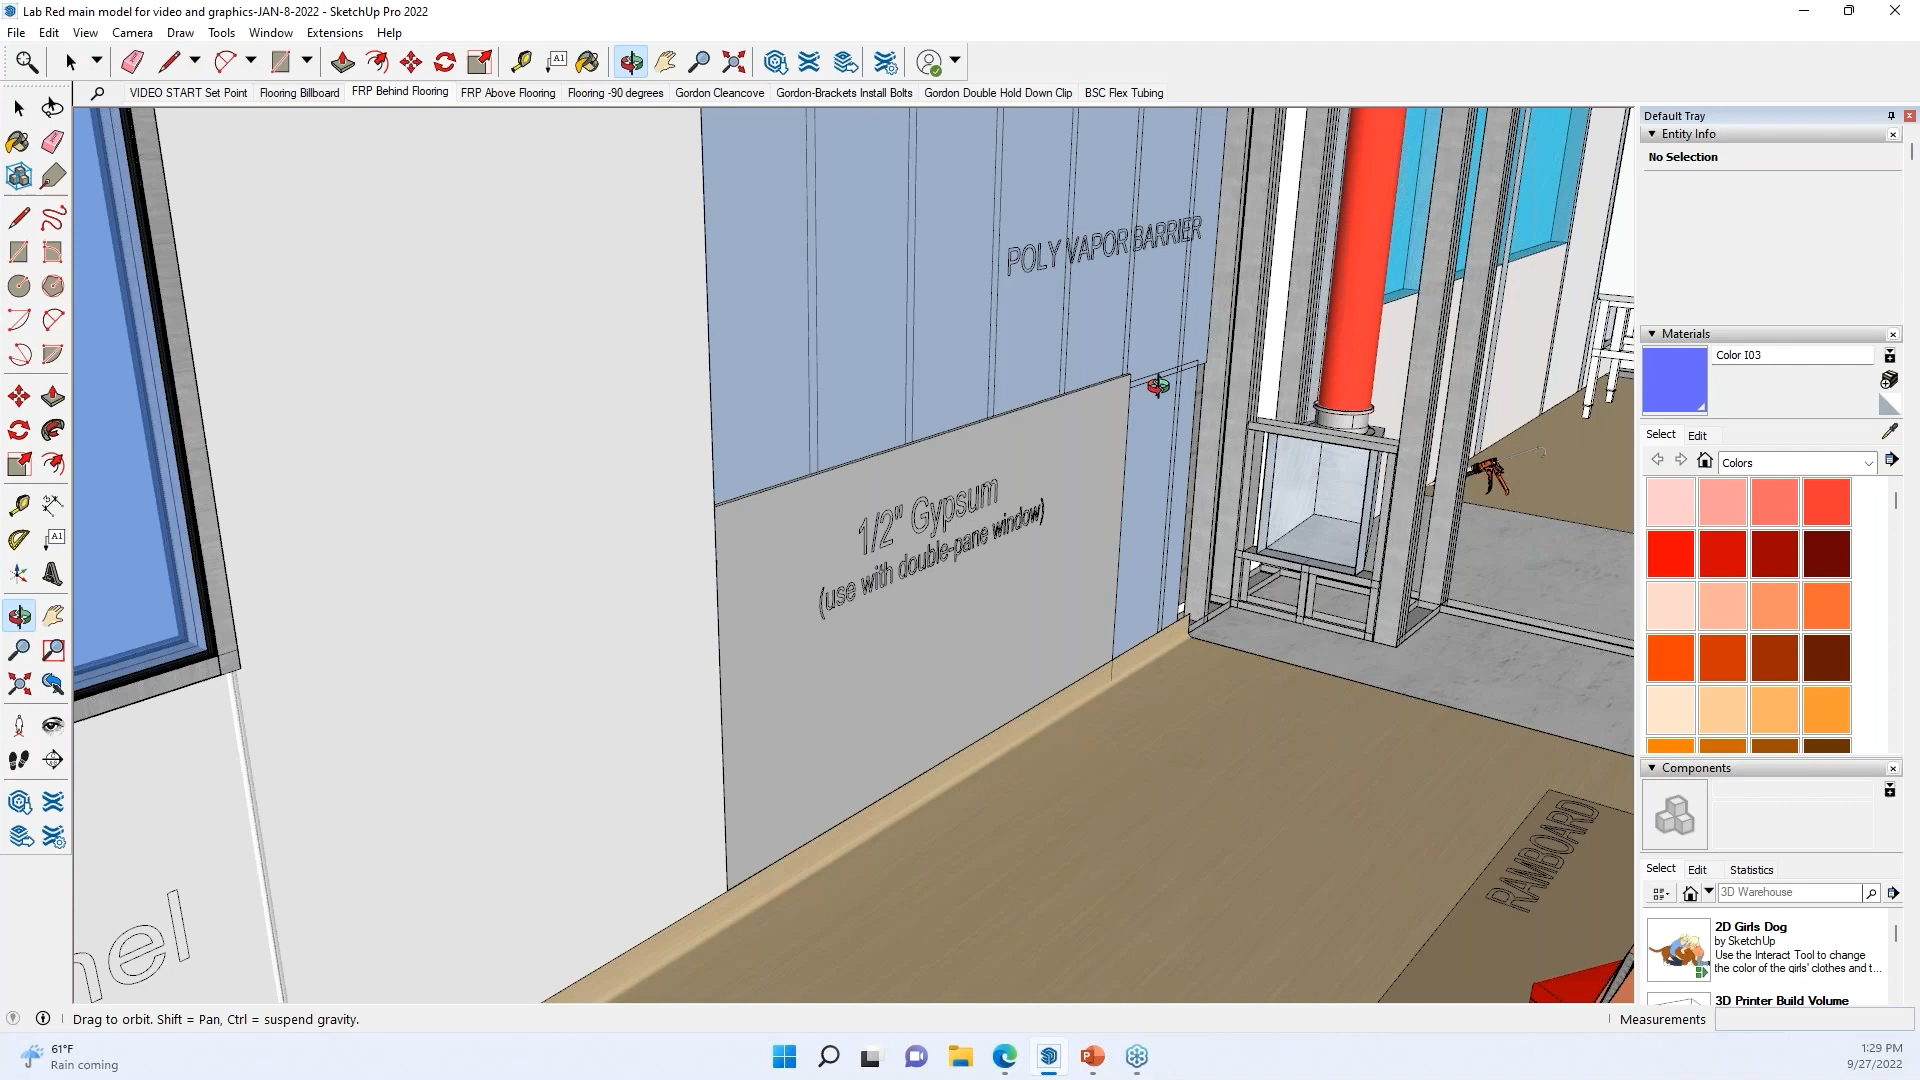 Lab Red main model for video and graphics-JAN-8-2022 - SketchUp Pro 2022
File Edit View Camera Draw Tools Window Extensions Help
A1
VIDEO START Set Point Flooring Billboard FRP Behind Flooring FRP Above Flooring Flooring -90 degrees Gordon Cleancove Gordon-Brackets Install Bolts Gordon Double Hold Down Clip BSC Flex Tubing
Default Tray
Entity Info
No Selection
POLY VAPOR BARRIER
Materials
Color I03
Select Edit
Colors
1/2" Gypsum
(use with double-pane window)
A1
Components
RAMBOARD
Select Edit Statistics
3D Warehouse
nel
2D Girls Dog
by SketchUp
Use the Interact Tool to change
the color of the girls' clothes and t...
3D Printer Build Volume
Drag to orbit. Shift = Pan, Ctrl = suspend gravity.
Measurements
61°F
Rain coming
1:29 PM
9/27/2022